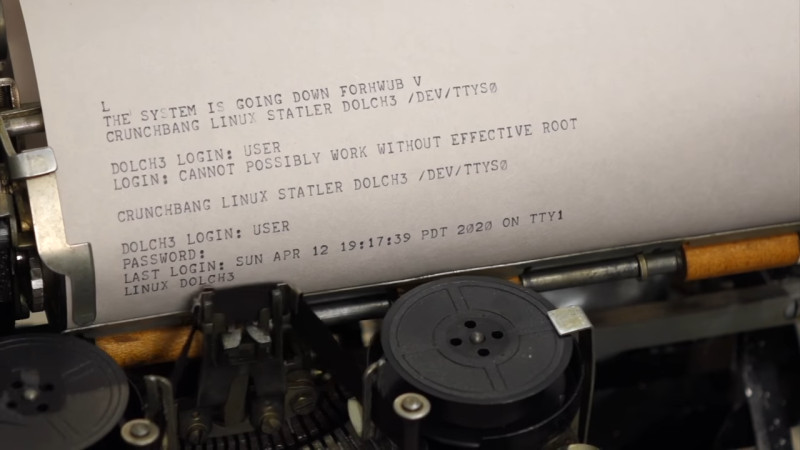 L
THE SYSTEM IS GOING DOWN FORHWUB V
CRUNCHBANG LINUX STATLER DOLCH3 /DEV/TTYS0
DOLCH3 LOGIN: USER
LOGIN: CANNOT POSSIBLY WORK WITHOUT EFFECTIVE ROOT
CRUNCHBANG LINUX STATLER DOLCH3 /DEV/TTYS0
DOLCH3 LOGIN: USER
PASSWORD:
LAST LOGIN: SUN APR 12 19:17:39 PDT 2020 ON TTY1
LINUX DOLCH3